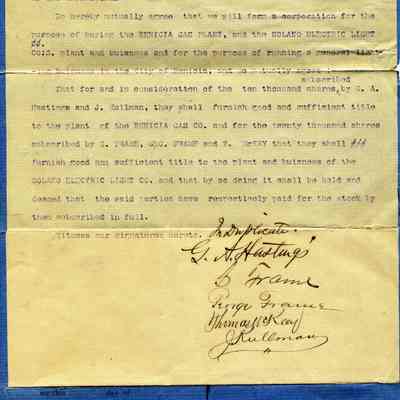 Do hereby mutually agree that we will form a corporation for the
purpose of buying the BENICIA GAS PLANT, and the SOLANO ELECTRIC LIGHT
CO:S. plant and buisness and for the purpose of running a general
business in the city of Benicia, and do
subscribed
That for and in consideration of the ten thousand shares, by G. A.
Hastings and J. Kullman, they shall furnish good and sufficient title
to the plant of the BENICIA GAS CO. and for the twenty thousand shares
subscribed by B. FRAME, GEO. FRAME and T. McKAY that they shall
furnish good and sufficient title to the plant and buisness of the
SOLANO ELECTRIC LIGHT CO. and that by so doing it shall be held and
deemed that the said parties have respectively paid for the stock by
them subscribed in full.
Witness our signatures hereto.
In Duplicate.
G. A. Hastings
B Frame
George Frame
Thomas McKay
J Kullman
day of